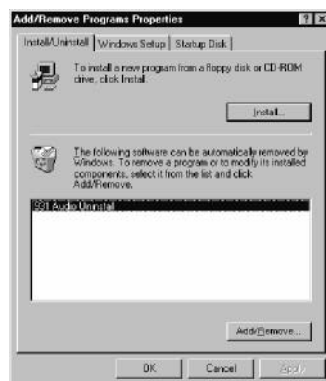 Add/Remove Programs Properties
Install/Uninstall Windows Setup Startup Disk
To install a new program from a floppy disk or CD-ROM
drive, click Install.
Install...
The following software can be automatically removed by
Windows. To remove a program or to modify its installed
components, select it from the list and click
Add/Remove.
931 Audio Uninstall
Add/Remove...
OK Cancel Apply